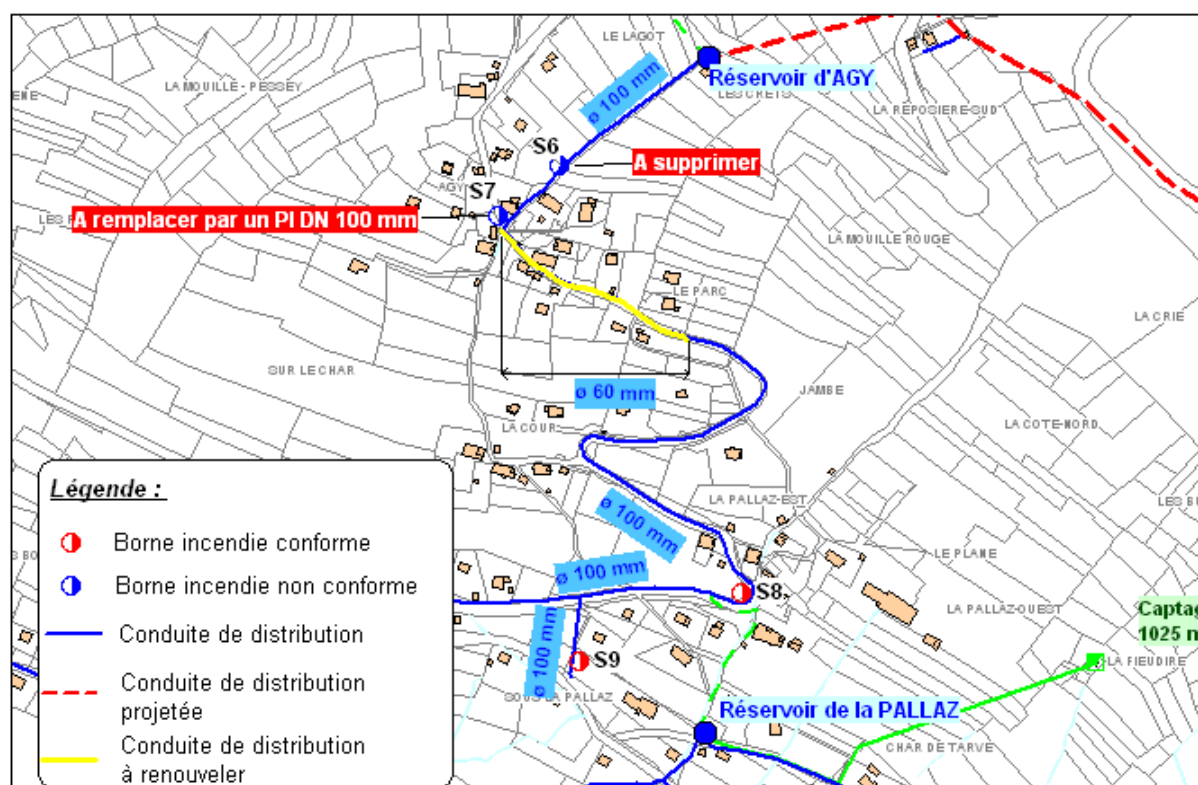 LE LAGOT
Réservoir d'AGY
LES CRETS
LA MOUILLE - PESSEY
ø 100 mm
LA REPOSIERE-SUD
S6
A supprimer
AGY
S7
A remplacer par un PI DN 100 mm
LA MOUILLE ROUGE
LE PARC
LA CRIE
SUR LE CHAR
ø 60 mm
JAMBE
LA COUR
LA COTE-NORD
LA PALLAZ-EST
ø 100 mm
LE PLANE
ø 100 mm
S8
LA PALLAZ-OUEST
Captag
1025 m
ø 100 mm
S9
LA FIEUDIRE
SOUS LA PALLAZ
Réservoir de la PALLAZ
CHAR DE TARVE
Légende :
Borne incendie conforme
Borne incendie non conforme
Conduite de distribution
Conduite de distribution
projetée
Conduite de distribution
à renouveler